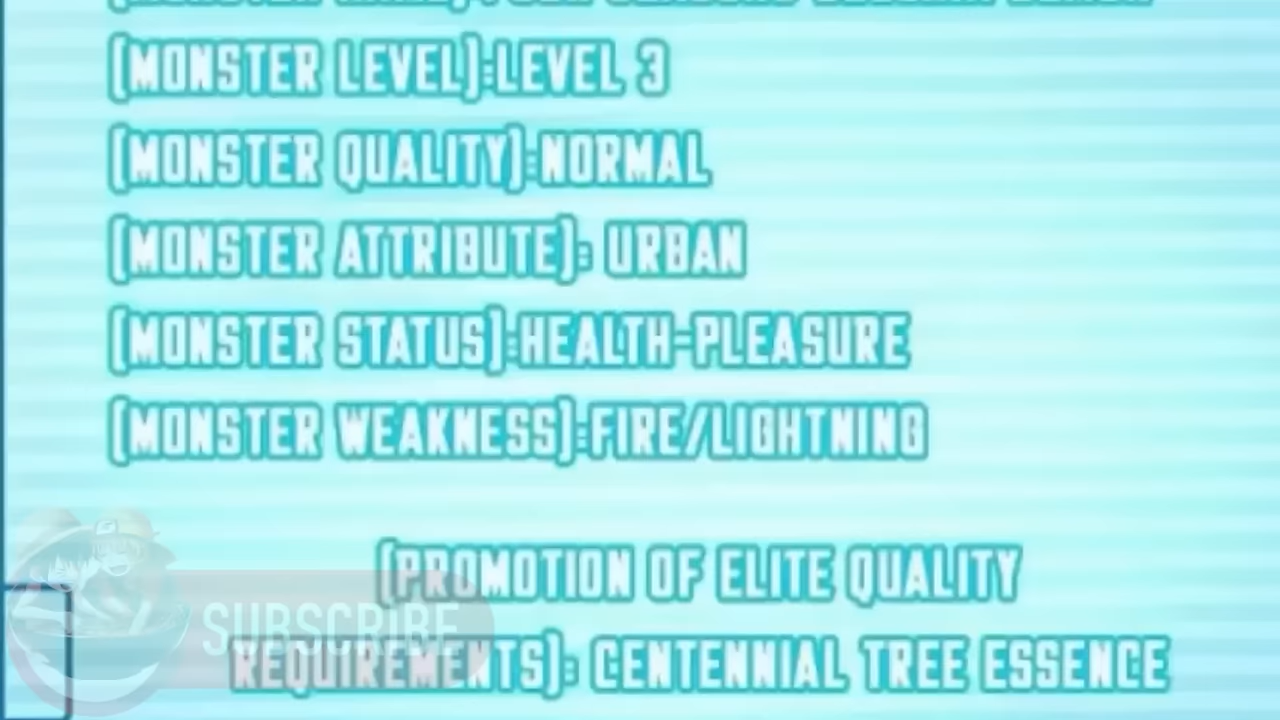 (MONSTER LEVEL):LEVEL 3
(MONSTER QUALITY):NORMAL
(MONSTER ATTRIBUTE): URBAN
(MONSTER STATUS):HEALTH-PLEASURE
(MONSTER WEAKNESS):FIRE/LIGHTNING
(PROMOTION OF ELITE QUALITY
SUBSCRIBE
REQUIREMENTS): CENTENNIAL TREE ESSENCE